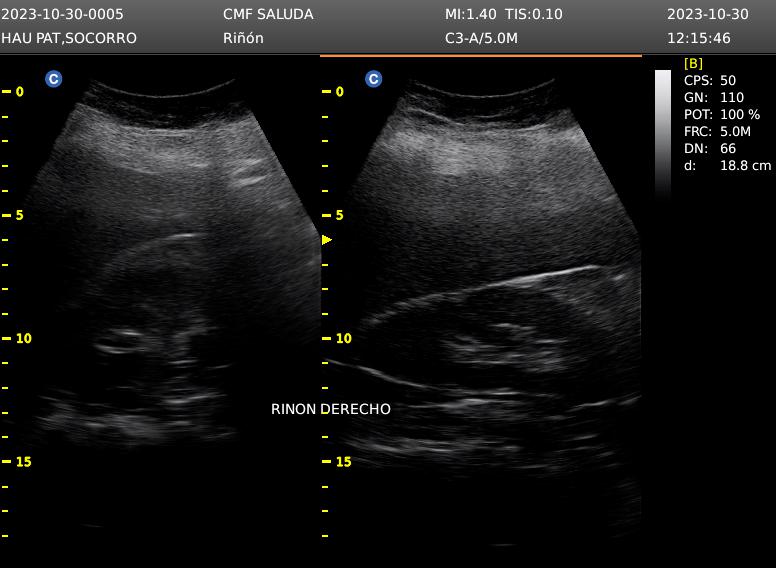 2023-10-30-0005 CMF SALUDA MI:1.40 TIS:0.10 2023-10-30
HAU PAT,SOCORRO Riñón C3-A/5.0M 12:15:46
C C
[B]
CPS: 50
GN: 110
POT: 100 %
FRC: 5.0M
DN: 66
d: 18.8 cm
0 0
5 5
10 10
RINON DERECHO
15 15